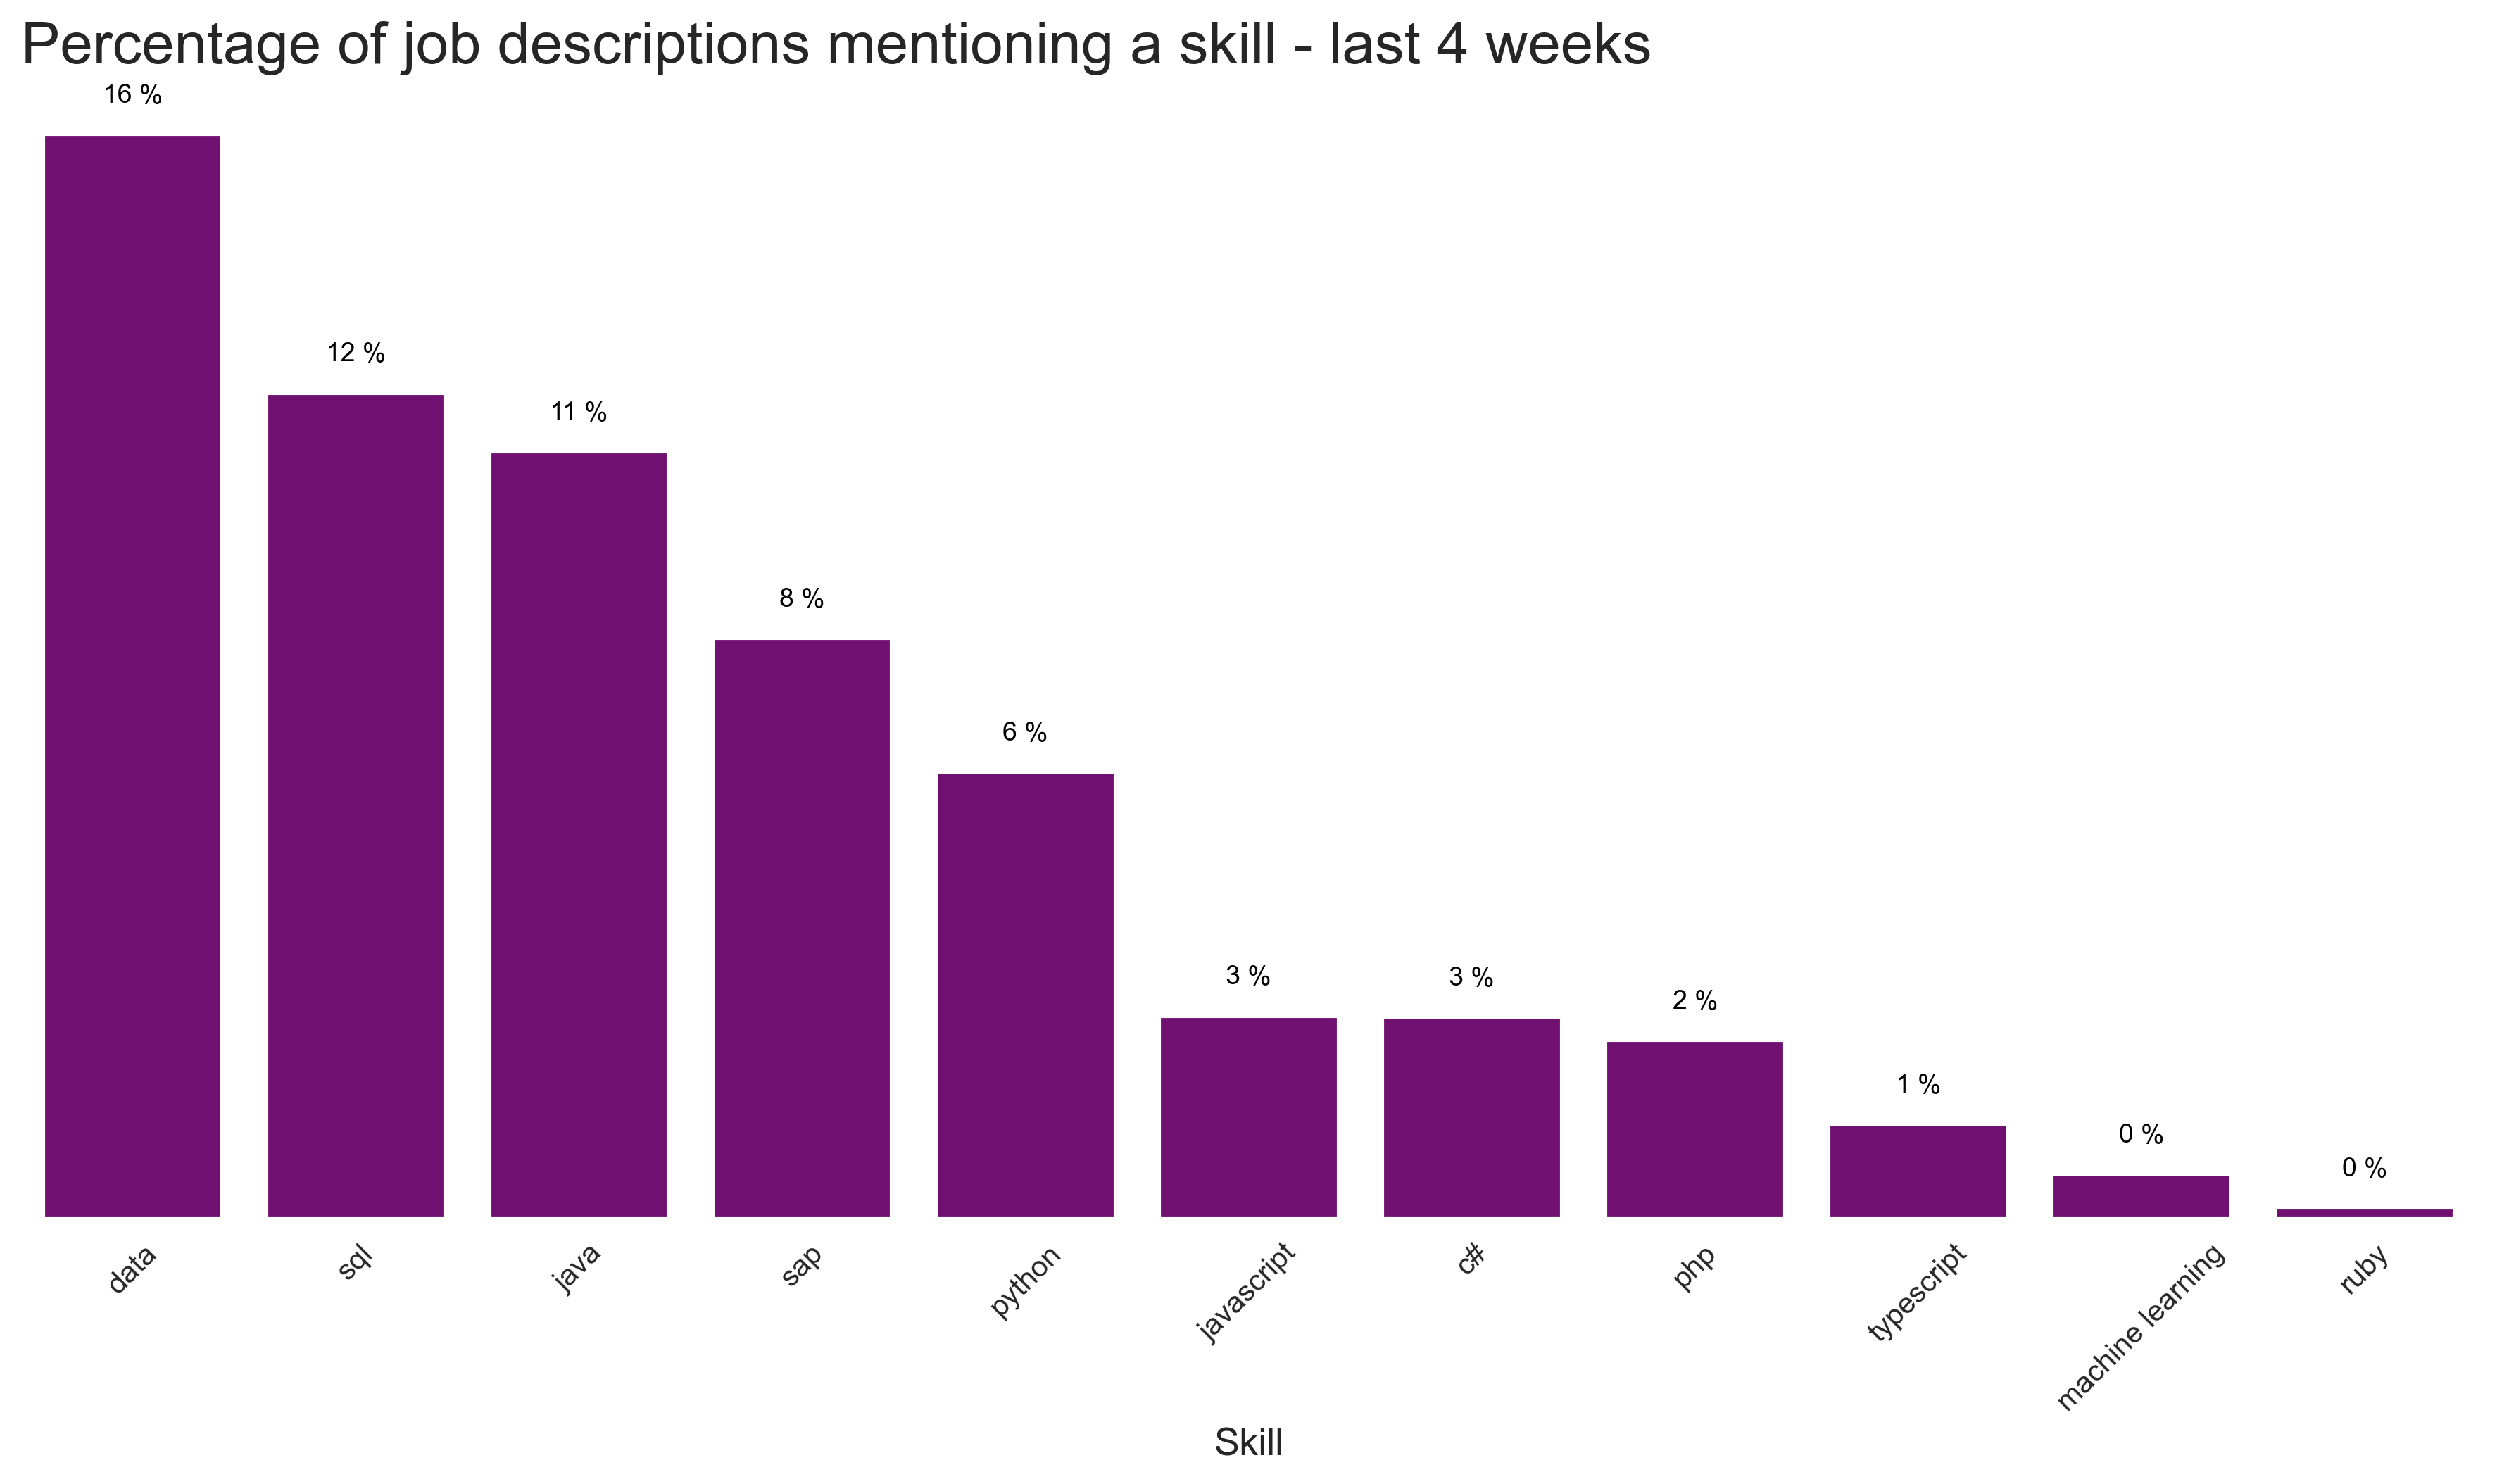 Percentage of job descriptions mentioning a skill - last 4 weeks
16 %
12 %
11 %
8 %
6 %
3 %
3 %
2 %
1 %
0 %
0 %
data
sql
java
sap
python
javascript
c#
php
typescript
machine learning
ruby
Skill